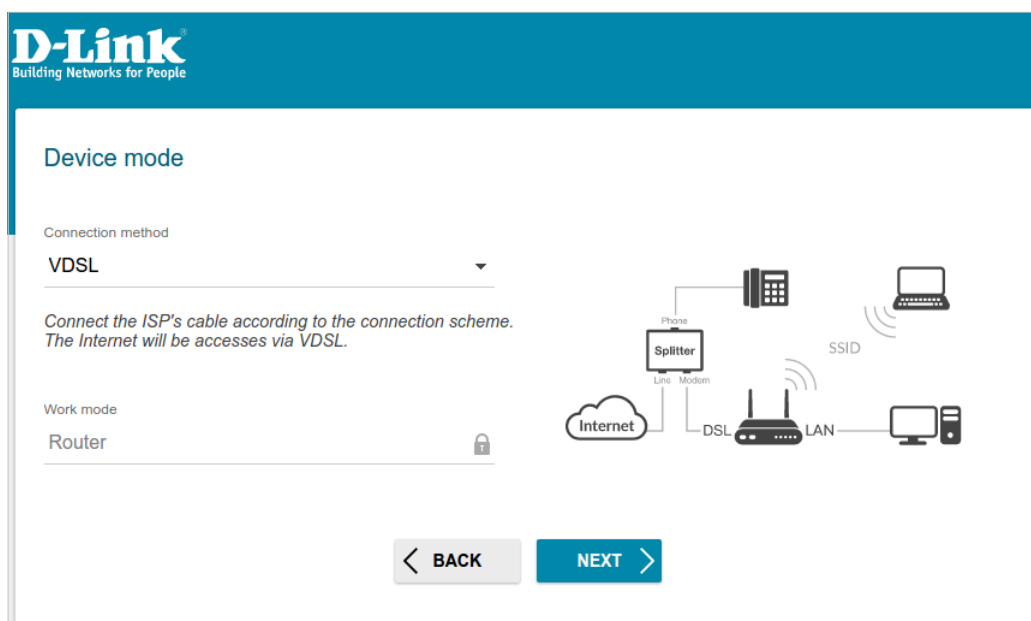 D-Link
Building Networks for People
Device mode
Connection method
VDSL
Connect the ISP's cable according to the connection scheme.
The Internet will be accesses via VDSL.
Work mode
Router
Phone
Splitter
Line Modem
Internet
DSL
LAN
SSID
BACK
NEXT